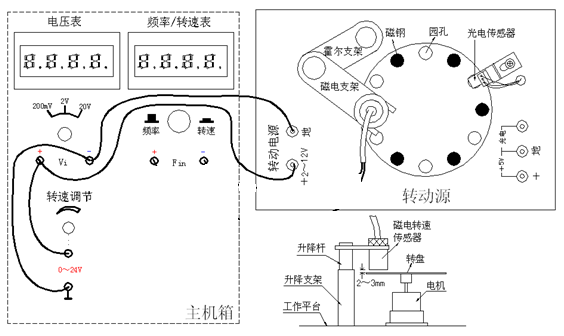 电压表
频率/转速表
8.8.8.8.
8.8.8.8.
200mV
2V
20V
频率
转速
+
Vi
-
+
Fin
-
转速调节
0～24V
主机箱
转动电源
地
+2～12V
霍尔支架
磁电支架
磁钢
园孔
光电传感器
光电
地
+5V
+
转动源
磁电转速
传感器
升降杆
转盘
2～3mm
升降支架
电机
工作平台